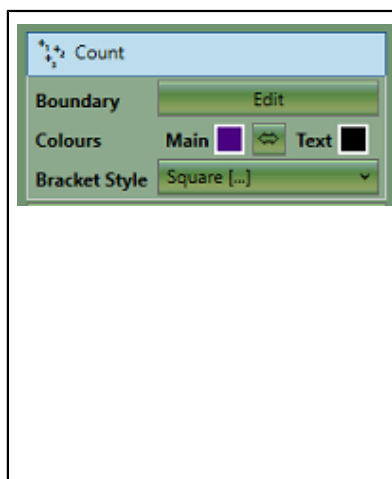 Count
Boundary Edit
Colours Main Text
Bracket Style Square [...]